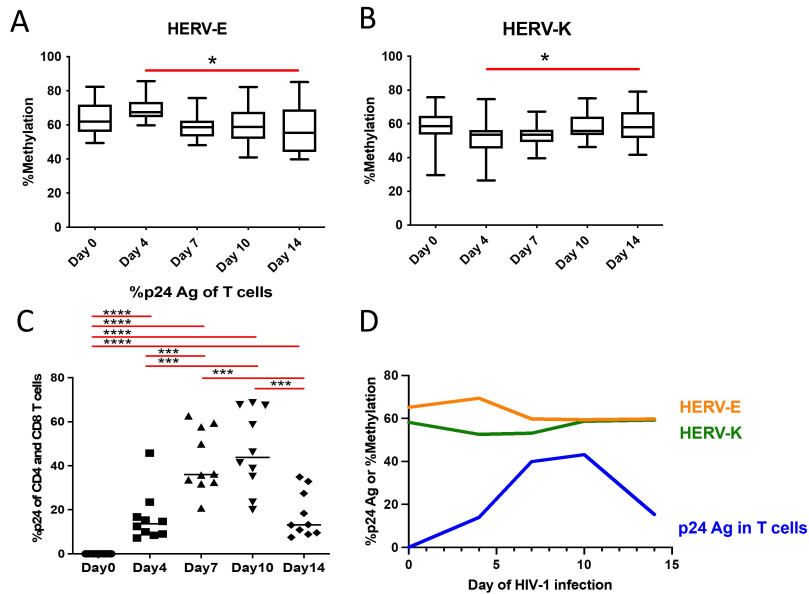 A
HERV-E
*
%Methylation
100
80
60
40
20
0
Day 0
Day 4
Day 7
Day 10
Day 14
B
HERV-K
*
%Methylation
100
80
60
40
20
0
Day 0
Day 4
Day 7
Day 10
Day 14
C
%p24 Ag of T cells
****
****
****
****
***
***
***
***
%p24 of CD4 and CD8 T cells
80
60
40
20
0
Day0
Day4
Day7
Day10
Day14
D
%p24 Ag or %Methylation
80
60
40
20
0
0
5
10
15
Day of HIV-1 infection
HERV-E
HERV-K
p24 Ag in T cells